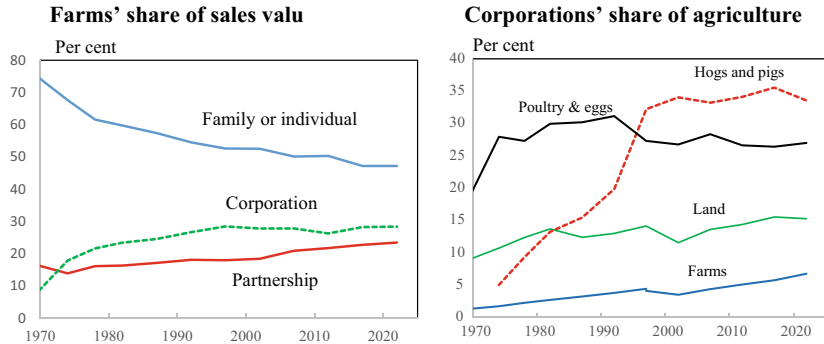 Farms' share of sales valu
Per cent
80
70
60
50
40
30
20
10
0
Family or individual
Corporation
Partnership
1970 1980 1990 2000 2010 2020
Corporations' share of agriculture
Per cent
40
35
30
25
20
15
10
5
0
Hogs and pigs
Poultry & eggs
Land
Farms
1970 1980 1990 2000 2010 2020